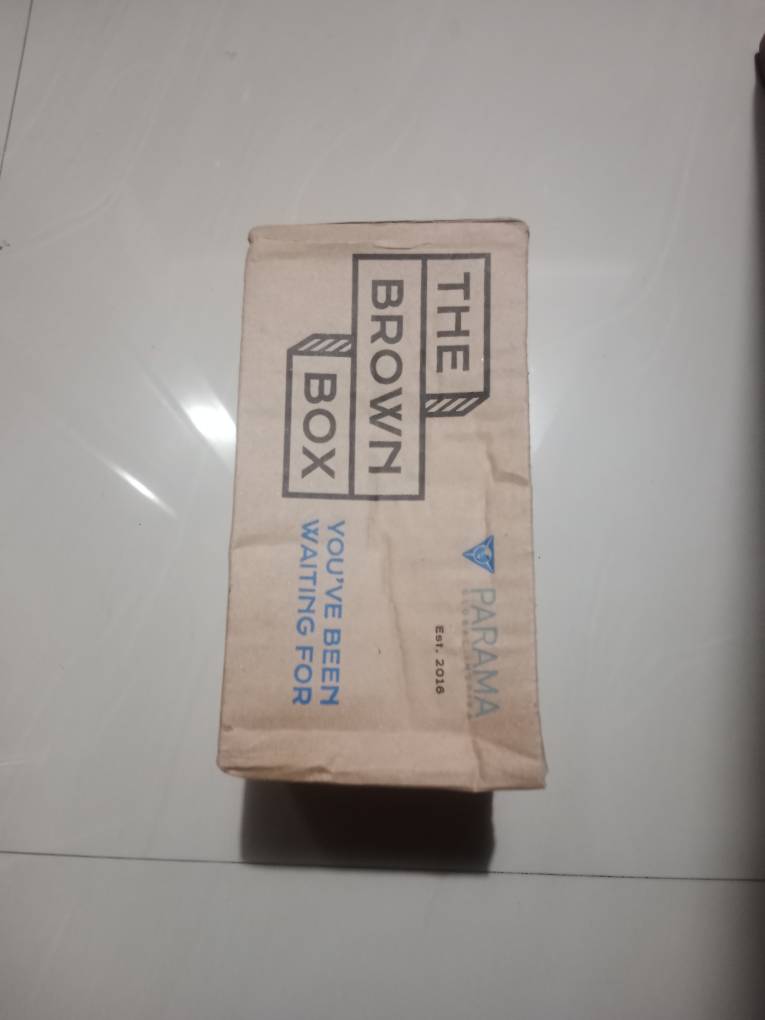 THE
BROWN
BOX
YOU'VE BEEN
WAITING FOR
PARAMA
Est. 2016